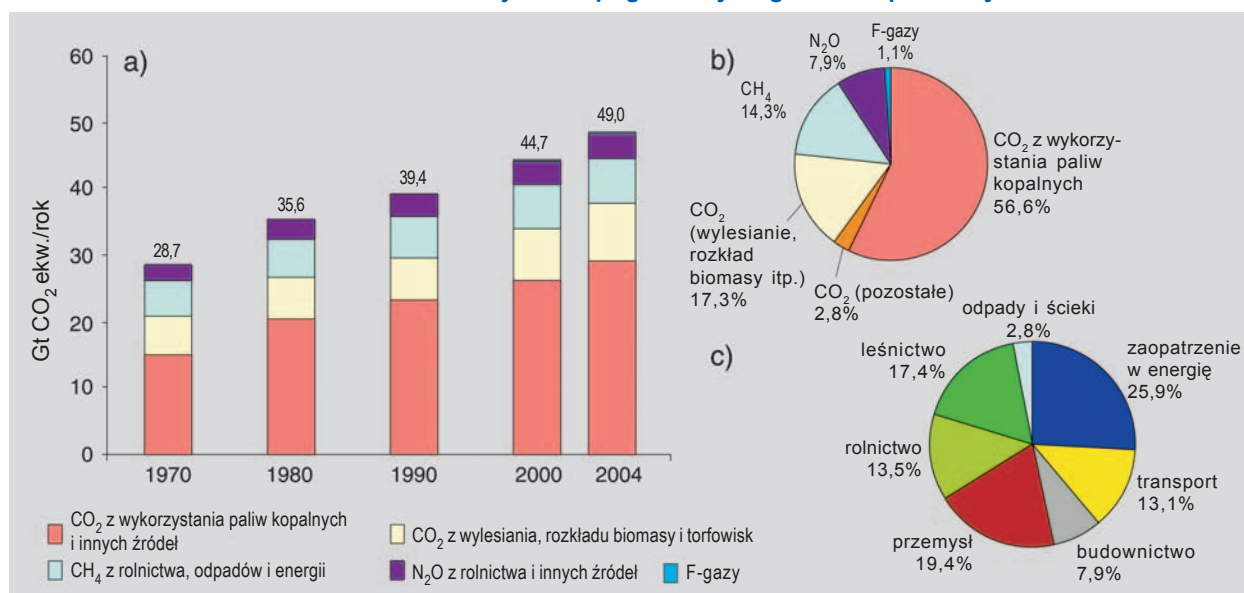 a)
Gt CO₂ ekw./rok
60
50
40
30
20
10
0
28,7
35,6
39,4
44,7
49,0
1970
1980
1990
2000
2004
CO₂ z wykorzystania paliw kopalnych
i innych źródeł
CH₄ z rolnictwa, odpadów i energii
CO₂ z wylesiania, rozkładu biomasy i torfowisk
N₂O z rolnictwa i innych źródeł
F-gazy
b)
F-gazy
1,1%
N₂O
7,9%
CH₄
14,3%
CO₂
(wylesianie,
rozkład
biomasy itp.)
17,3%
CO₂ (pozostałe)
2,8%
CO₂ z wykorzy-
stania paliw
kopalnych
56,6%
c)
odpady i ścieki
2,8%
zaopatrzenie
w energię
25,9%
transport
13,1%
budownictwo
7,9%
przemysł
19,4%
rolnictwo
13,5%
leśnictwo
17,4%